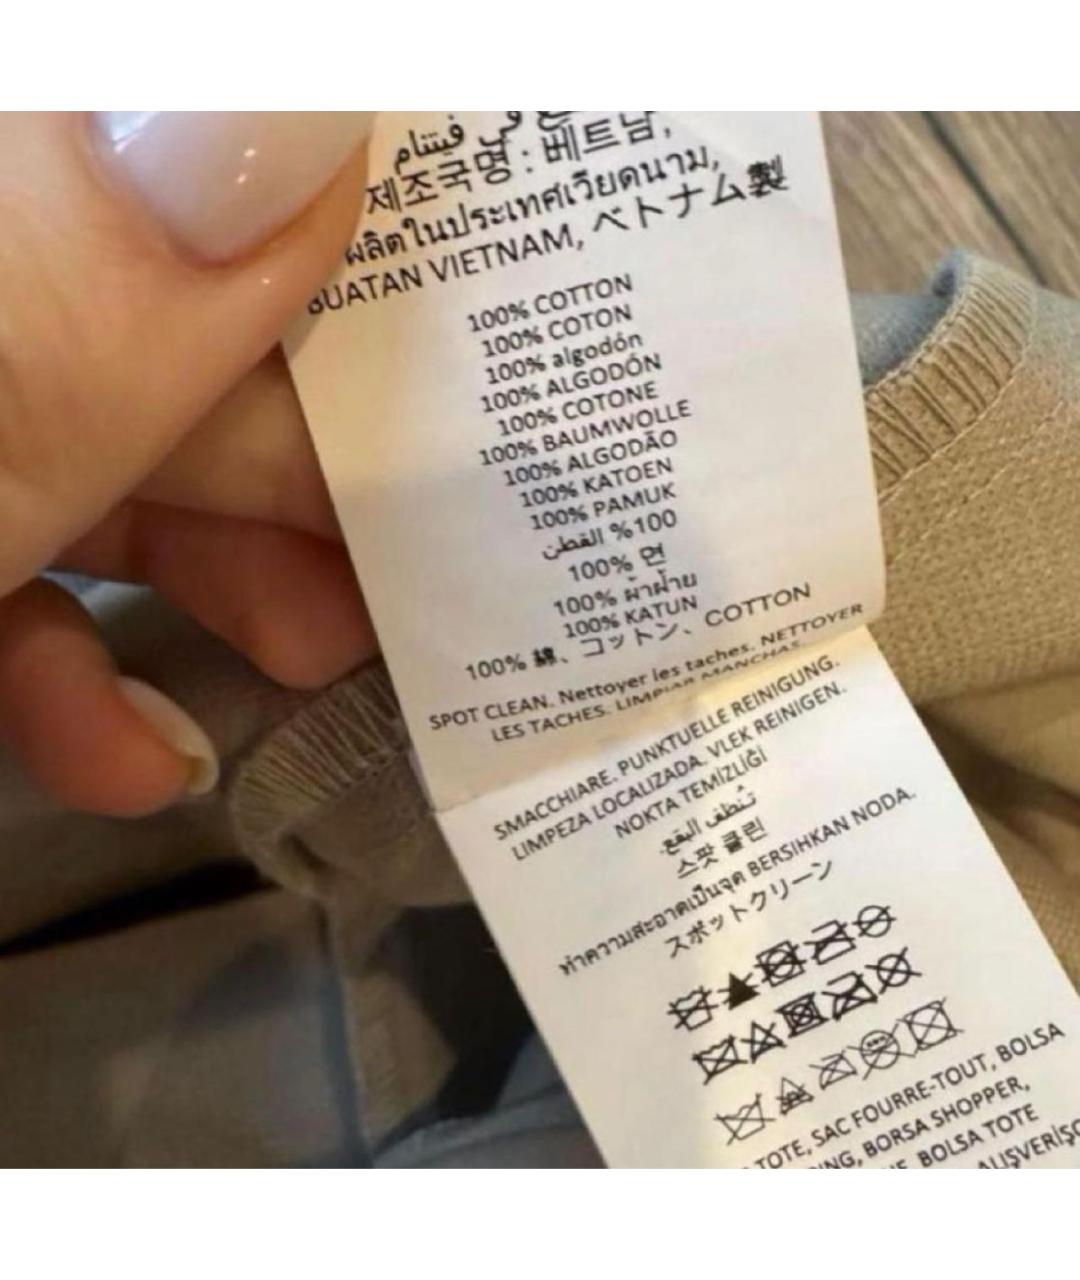 في فيتنام
제조국명 : 베트남,
ผลิตในประเทศเวียดนาม,
BUATAN VIETNAM, ベトナム製
100% COTTON
100% COTON
100% algodón
100% ALGODÓN
100% COTONE
100% BAUMWOLLE
100% ALGODÃO
100% KATOEN
100% PAMUK
100% القطن
100% 면
100% ผ้าฝ้าย
100% KATUN
100% 綿、コットン、COTTON
SPOT CLEAN. Nettoyer les taches. NETTOYER
LES TACHES. LIMPIAR MANCHAS.
SMACCHIARE. PUNKTUELLE REINIGUNG.
LIMPEZA LOCALIZADA. VLEK REINIGEN.
NOKTA TEMİZLİĞİ
تُنظف البقع.
스팟 클린
ทำความสะอาดเป็นจุด BERSIHKAN NODA.
スポットクリーン
TOTE, SAC FOURRE-TOUT, BOLSA
BORSA SHOPPER,
BOLSA TOTE